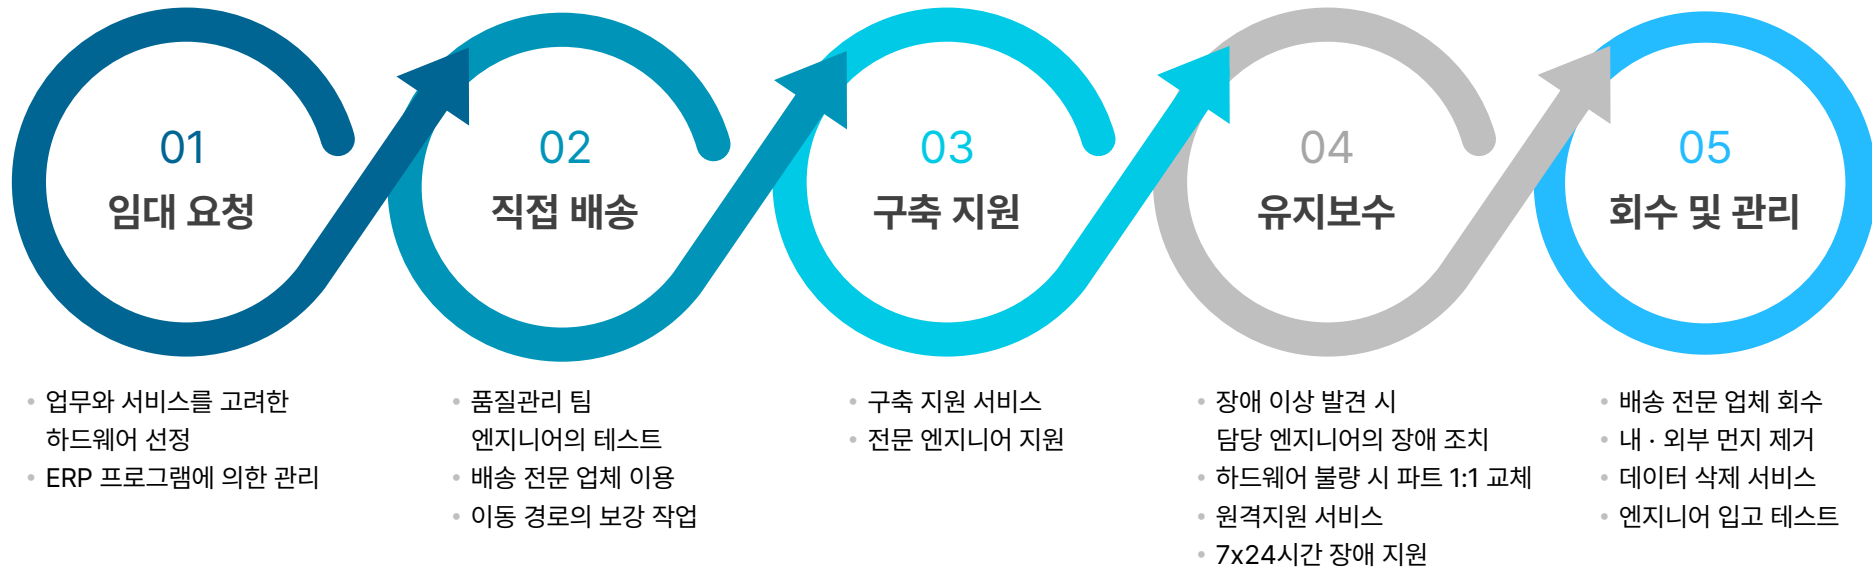 01
임대 요청
• 업무와 서비스를 고려한
하드웨어 선정
• ERP 프로그램에 의한 관리
02
직접 배송
• 품질관리 팀
엔지니어의 테스트
• 배송 전문 업체 이용
• 이동 경로의 보강 작업
03
구축 지원
• 구축 지원 서비스
• 전문 엔지니어 지원
04
유지보수
• 장애 이상 발견 시
담당 엔지니어의 장애 조치
• 하드웨어 불량 시 파트 1:1 교체
• 원격지원 서비스
• 7x24시간 장애 지원
05
회수 및 관리
• 배송 전문 업체 회수
• 내 · 외부 먼지 제거
• 데이터 삭제 서비스
• 엔지니어 입고 테스트